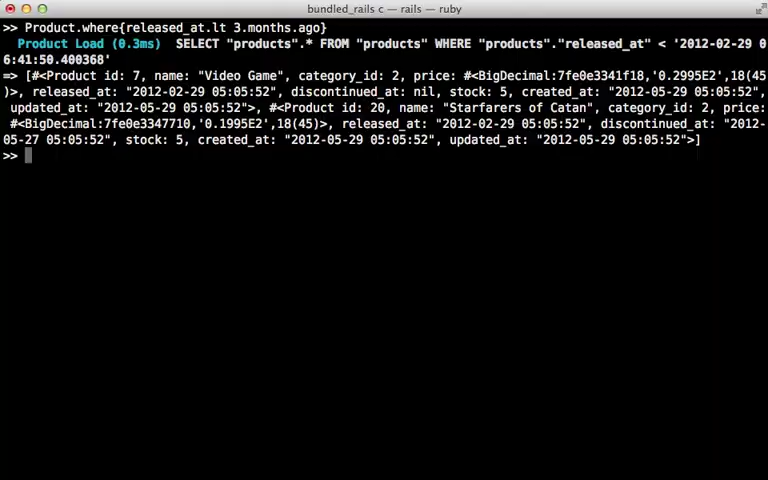 bundled_rails c — rails — ruby
>> Product.where{released_at.lt 3.months.ago}
Product Load (0.3ms)  SELECT "products".* FROM "products" WHERE "products"."released_at" < '2012-02-29 0
6:41:50.400368'
=> [#<Product id: 7, name: "Video Game", category_id: 2, price: #<BigDecimal:7fe0e3341f18,'0.2995E2',18(45
)>, released_at: "2012-02-29 05:05:52", discontinued_at: nil, stock: 5, created_at: "2012-05-29 05:05:52",
updated_at: "2012-05-29 05:05:52">, #<Product id: 20, name: "Starfarers of Catan", category_id: 2, price:
#<BigDecimal:7fe0e3347710,'0.1995E2',18(45)>, released_at: "2012-02-29 05:05:52", discontinued_at: "2012-
05-27 05:05:52", stock: 5, created_at: "2012-05-29 05:05:52", updated_at: "2012-05-29 05:05:52">]
>>